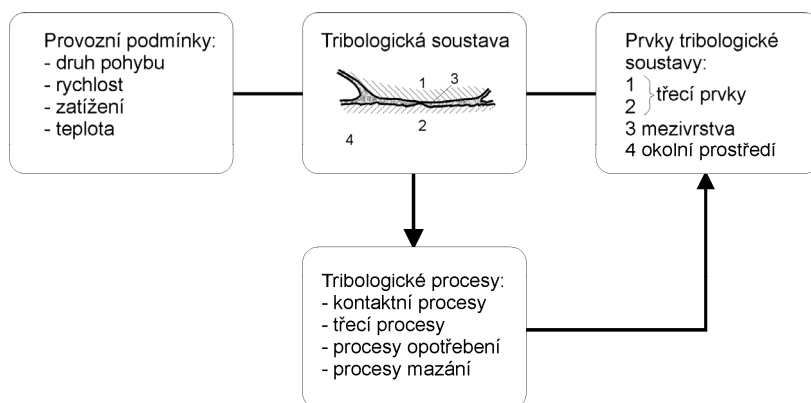 Provozní podmínky:
- druh pohybu
- rychlost
- zatížení
- teplota
Tribologická soustava
1
3
2
4
Prvky tribologické
soustavy:
1
2
třecí prvky
3 mezivrstva
4 okolní prostředí
Tribologické procesy:
- kontaktní procesy
- třecí procesy
- procesy opotřebení
- procesy mazání